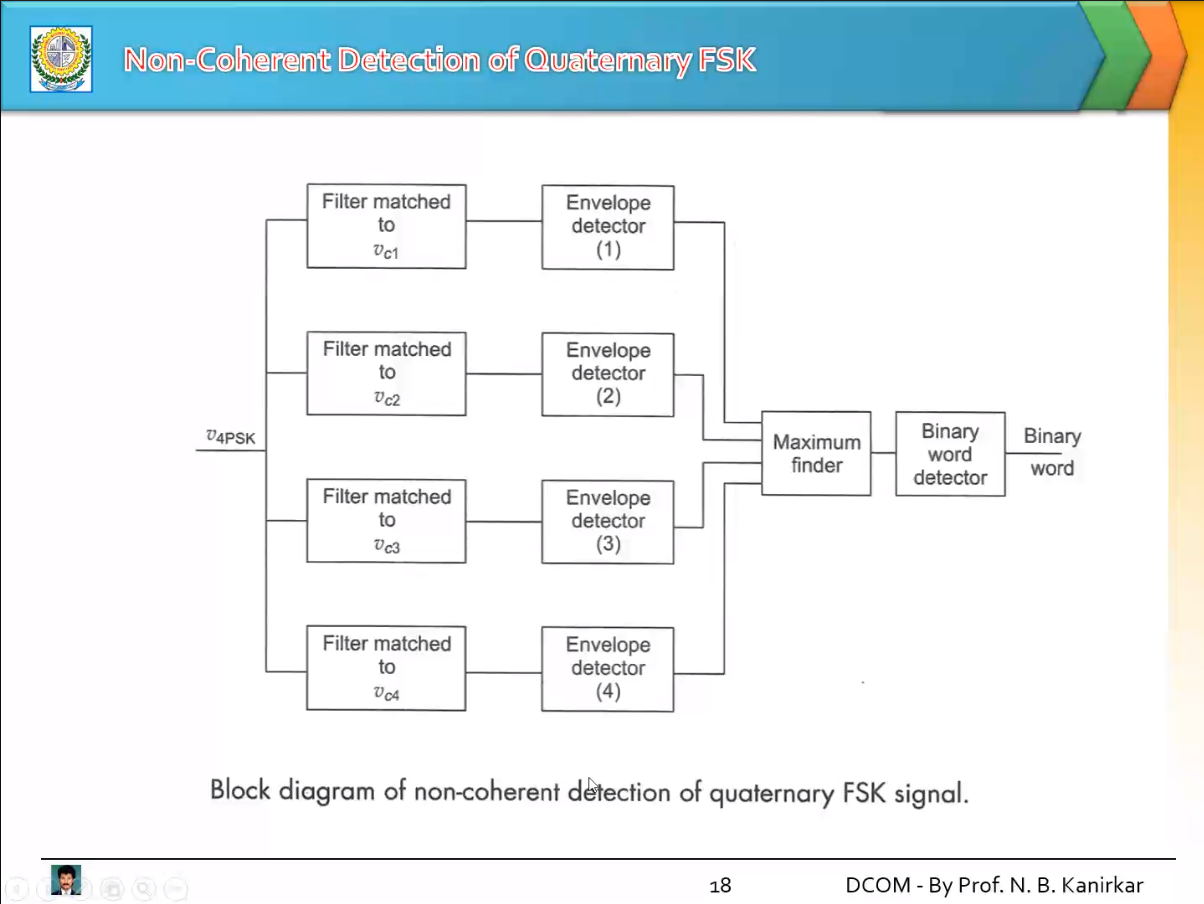 Non-Coherent Detection of Quaternary FSK
Filter matched
to
vc1
Envelope
detector
(1)
Filter matched
to
vc2
Envelope
detector
(2)
v4PSK
Maximum
finder
Binary
word
detector
Binary
word
Filter matched
to
vc3
Envelope
detector
(3)
Filter matched
to
vc4
Envelope
detector
(4)
Block diagram of non-coherent detection of quaternary FSK signal.
18
DCOM - By Prof. N. B. Kanirkar